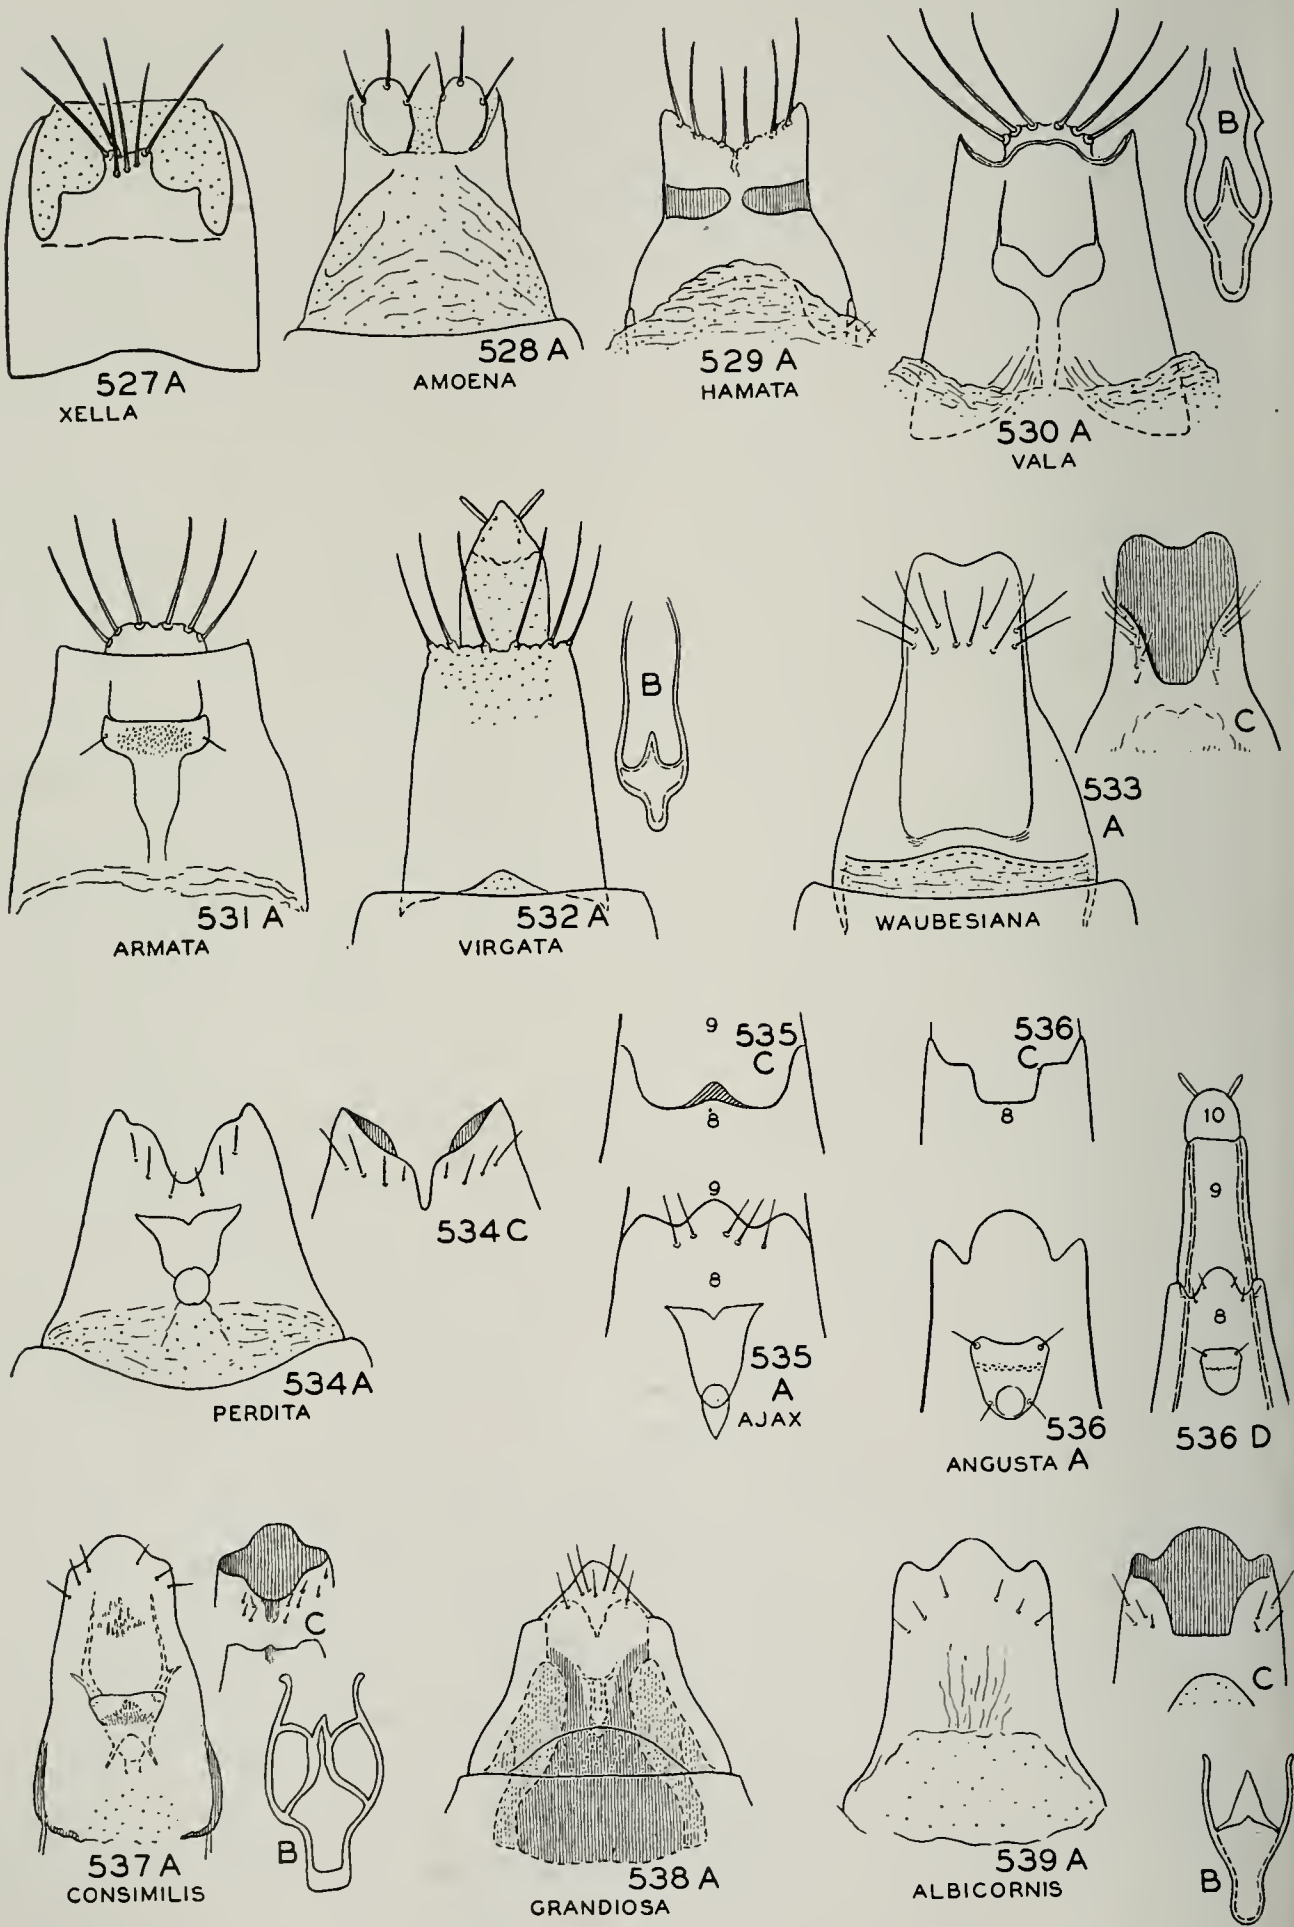 527 A
XELLA
528 A
AMOENA
529 A
HAMATA
530 A
VALA
B
531 A
ARMATA
532 A
VIRGATA
B
533
A
WAUBESIANA
C
534 A
PERDITA
534 C
9
535
C
8
9
8
535
A
AJAX
536
C
8
536
ANGUSTA A
10
9
8
536 D
537 A
CONSIMILIS
C
B
538 A
GRANDIOSA
539 A
ALBICORNIS
C
B